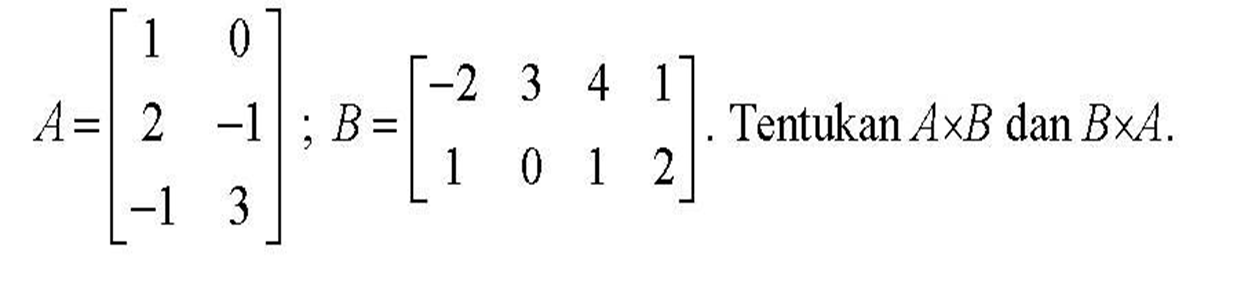 A = [1 0; 2 −1; −1 3] ; B = [−2 3 4 1; 1 0 1 2] . Tentukan A×B dan B×A.